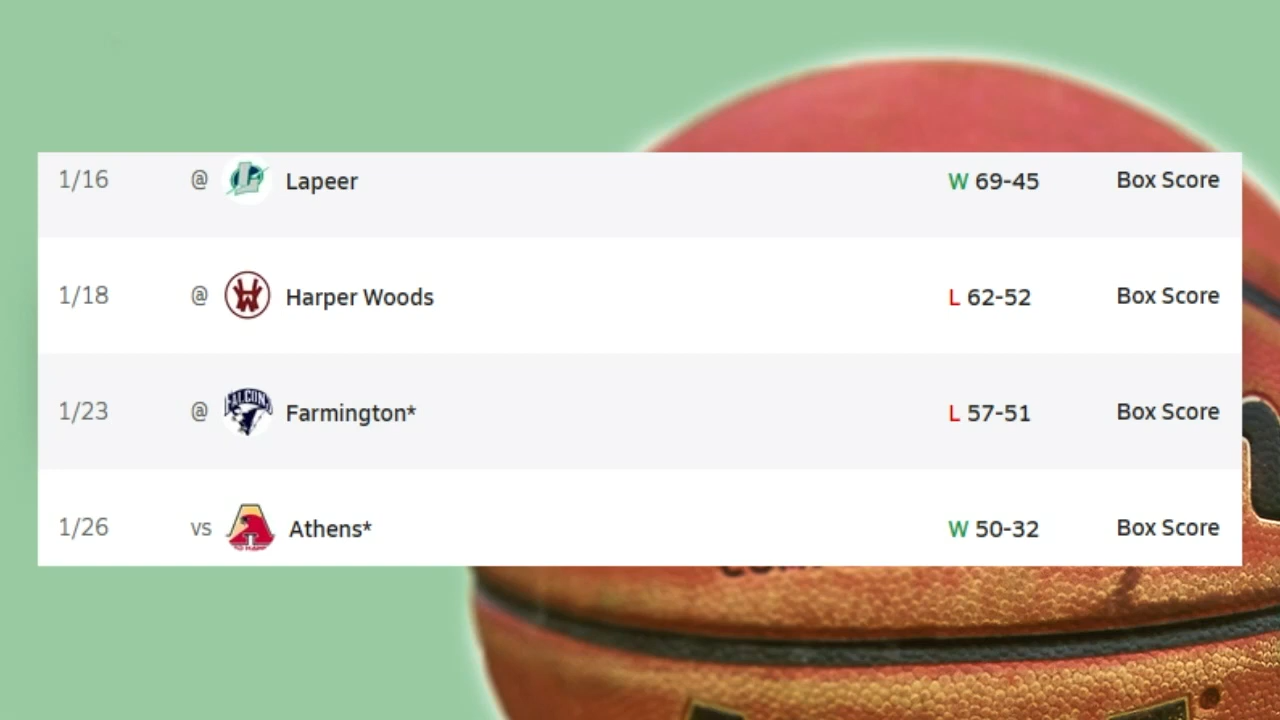 1/16 @ Lapeer W 69-45 Box Score
1/18 @ Harper Woods L 62-52 Box Score
FALCONS
1/23 @ Farmington* L 57-51 Box Score
1/26 vs Athens* W 50-32 Box Score